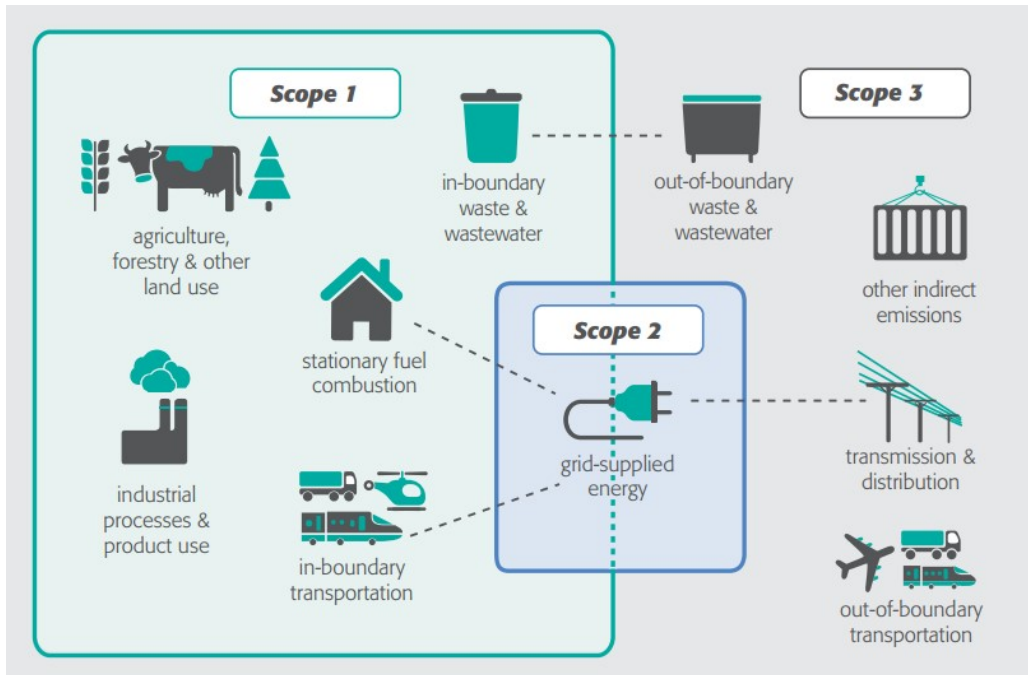 Scope 1
Scope 3
in-boundary
waste &
wastewater
out-of-boundary
waste &
wastewater
agriculture,
forestry & other
land use
other indirect
emissions
Scope 2
stationary fuel
combustion
grid-supplied
energy
transmission &
distribution
industrial
processes &
product use
in-boundary
transportation
out-of-boundary
transportation